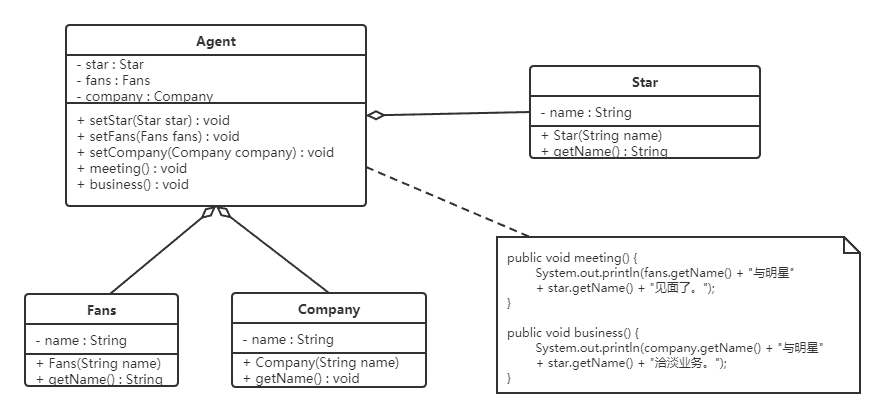 Agent
- star : Star
- fans : Fans
- company : Company
+ setStar(Star star) : void
+ setFans(Fans fans) : void
+ setCompany(Company company) : void
+ meeting() : void
+ business() : void
Star
- name : String
+ Star(String name)
+ getName() : String
Fans
- name : String
+ Fans(String name)
+ getName() : String
Company
- name : String
+ Company(String name)
+ getName() : void
public void meeting() {
System.out.println(fans.getName() + "与明星"
+ star.getName() + "见面了。");
}
public void business() {
System.out.println(company.getName() + "与明星"
+ star.getName() + "洽淡业务。");
}